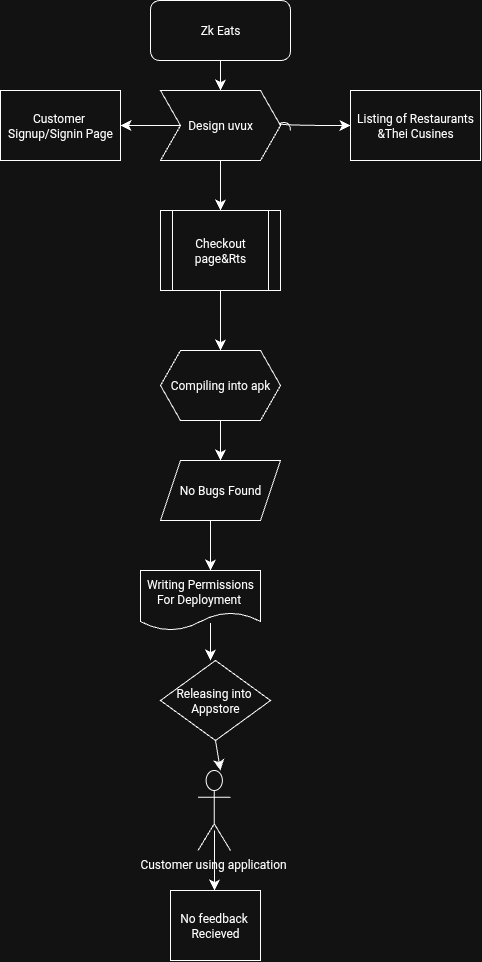 Zk Eats
Customer
Signup/Signin Page
Design uvux
Listing of Restaurants
&Thei Cusines
Checkout
page&Rts
Compiling into apk
No Bugs Found
Writing Permissions
For Deployment
Releasing into
Appstore
Customer using application
No feedback
Recieved